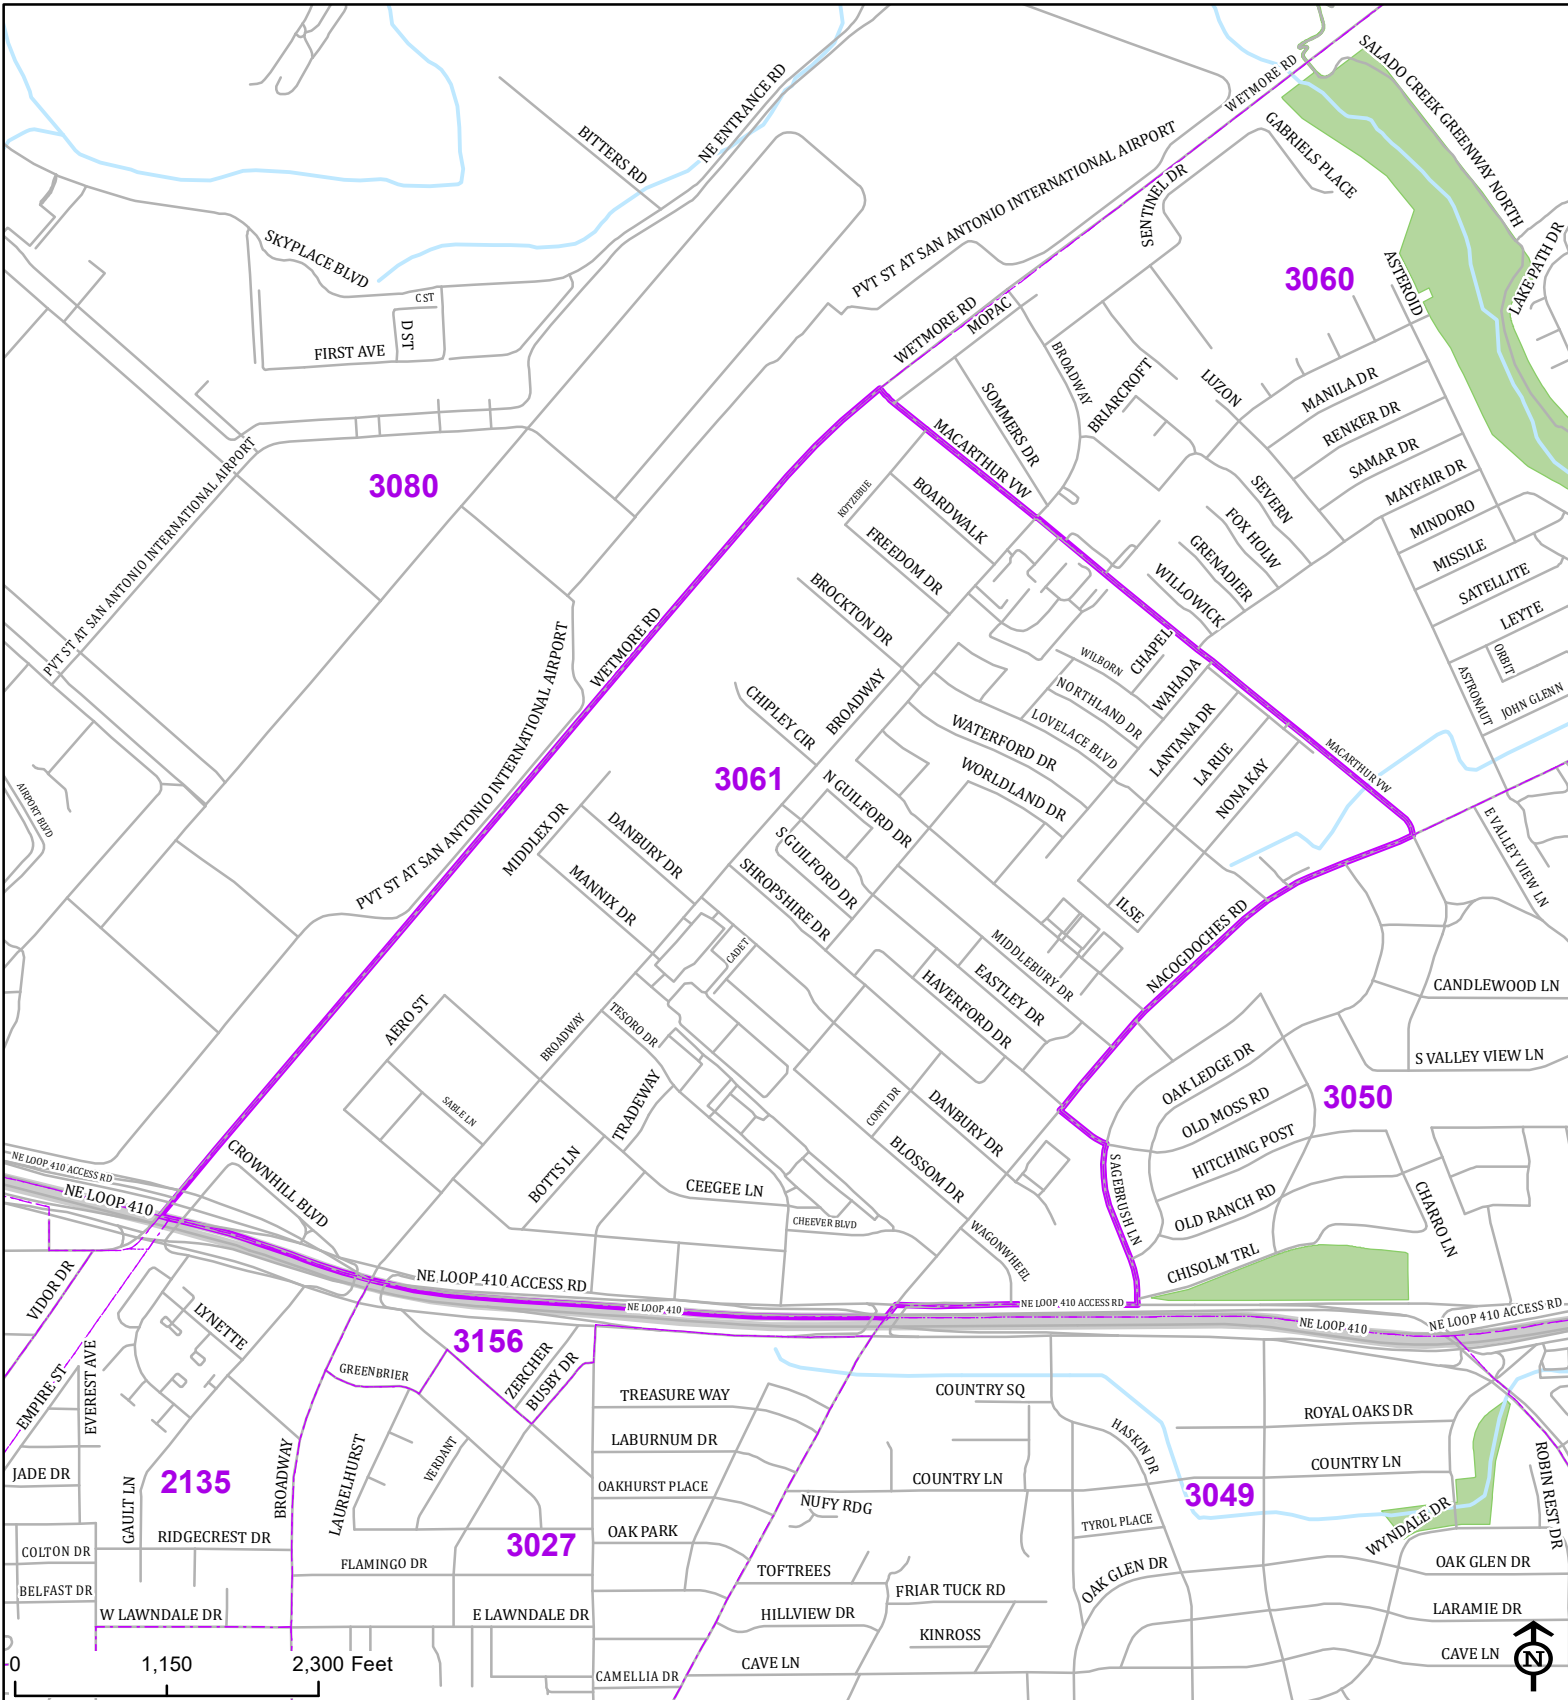 SALADO CREEK GREENWAY NORTH
WETMORE RD
NE ENTRANCE RD
BITTERS RD
GABRIELS PLACE
PVT ST AT SAN ANTONIO INTERNATIONAL AIRPORT
SENTINEL DR
LAKE PATH DR
SKYPLACE BLVD
ASTEROID
3060
C ST
D ST
FIRST AVE
WETMORE RD
MOPAC
BROADWAY
BRIARCROFT
LUZON
MANILA DR
SOMMERS DR
RENKER DR
MACARTHUR VW
SAMAR DR
PVT ST AT SAN ANTONIO INTERNATIONAL AIRPORT
3080
KOTZEBUE
BOARDWALK
SEVERN
MAYFAIR DR
FOX HOLW
MINDORO
FREEDOM DR
GRENADIER
MISSILE
BROCKTON DR
WILLOWICK
SATELLITE
LEYTE
WETMORE RD
CHAPEL
WILBORN
ORBIT
WAHADA
NORTHLAND DR
ASTRONAUT
JOHN GLENN
CHIPLEY CIR
BROADWAY
LOVELACE BLVD
WATERFORD DR
LANTANA DR
LA RUE
MACARTHUR VW
PVT ST AT SAN ANTONIO INTERNATIONAL AIRPORT
3061
N GUILFORD DR
WORLDLAND DR
NONA KAY
AIRPORT BLVD
MIDDLEX DR
DANBURY DR
S GUILFORD DR
E VALLEY VIEW LN
MANNIX DR
SHROPSHIRE DR
ILSE
CADET
MIDDLEBURY DR
NACOGDOCHES RD
EASTLEY DR
HAVERFORD DR
CANDLEWOOD LN
AERO ST
BROADWAY
TESORO DR
S VALLEY VIEW LN
OAK LEDGE DR
3050
SABLE LN
TRADEWAY
CONTI DR
DANBURY DR
OLD MOSS RD
HITCHING POST
NE LOOP 410 ACCESS RD
CROWNHILL BLVD
BOTTS LN
BLOSSOM DR
SAGEBRUSH LN
NE LOOP 410
CEEGEE LN
OLD RANCH RD
CHARRO LN
CHEEVER BLVD
WAGONWHEEL
CHISOLM TRL
VIDOR DR
NE LOOP 410 ACCESS RD
NE LOOP 410
NE LOOP 410 ACCESS RD
NE LOOP 410
NE LOOP 410 ACCESS RD
LYNETTE
3156
GREENBRIER
ZERCHER
BUSBY DR
EMPIRE ST
EVEREST AVE
TREASURE WAY
COUNTRY SQ
ROYAL OAKS DR
LABURNUM DR
HASKIN DR
JADE DR
2135
BROADWAY
LAURELHURST
VERDANT
OAKHURST PLACE
COUNTRY LN
COUNTRY LN
ROBIN REST DR
GAULT LN
NUFY RDG
3049
RIDGECREST DR
3027
OAK PARK
TYROL PLACE
WYNDALE DR
COLTON DR
FLAMINGO DR
TOFTREES
OAK GLEN DR
OAK GLEN DR
BELFAST DR
FRIAR TUCK RD
W LAWNDALE DR
E LAWNDALE DR
HILLVIEW DR
LARAMIE DR
KINROSS
CAVE LN
CAMELLIA DR
CAVE LN
0 1,150 2,300 Feet
N